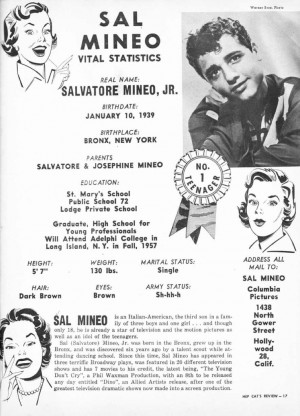 Warner Bros. Photo
SAL
MINEO
VITAL STATISTICS
REAL NAME:
SALVATORE MINEO, JR.
BIRTHDATE:
JANUARY 10, 1939
BIRTHPLACE:
BRONX, NEW YORK
PARENTS
SALVATORE & JOSEPHINE MINEO
EDUCATION:
St. Mary's School
Public School 72
Lodge Private School
Graduate, High School for
Young Professionals
Will Attend Adelphi College in
Long Island, N. Y. in Fall, 1957
NO.
1
TEENAGER
HEIGHT:
5' 7"
WEIGHT:
130 lbs.
MARITAL STATUS:
Single
HAIR:
Dark Brown
EYES:
Brown
ARMY STATUS:
Sh-hh-h
ADDRESS ALL
MAIL TO:
SAL MINEO
Columbia
Pictures
1438
North
Gower
Street
Holly-
wood
28,
Calif.
SAL MINEO is an Italian-American, the third son in a fam-
ily of three boys and one girl . . . and though
only 18, he is already a star of television and the motion pictures as
well as an idol of the teenagers.
Sal (Salvatore) Mineo, Jr. was born in the Bronx, grew up in the
Bronx, and was discovered six years ago by a talent scout while at-
tending dancing school. Since this time, Sal Mineo has appeared in
three terrific Broadway plays, was featured in 35 different television
shows and has 7 movies to his credit, the latest being, "The Young
Don't Cry", a Phil Waxman Production, with an 8th to be released
any day entitled "Dino", an Allied Artists release, after one of the
greatest television dramatic shows now made into a screen production.
HEP CAT'S REVIEW—17